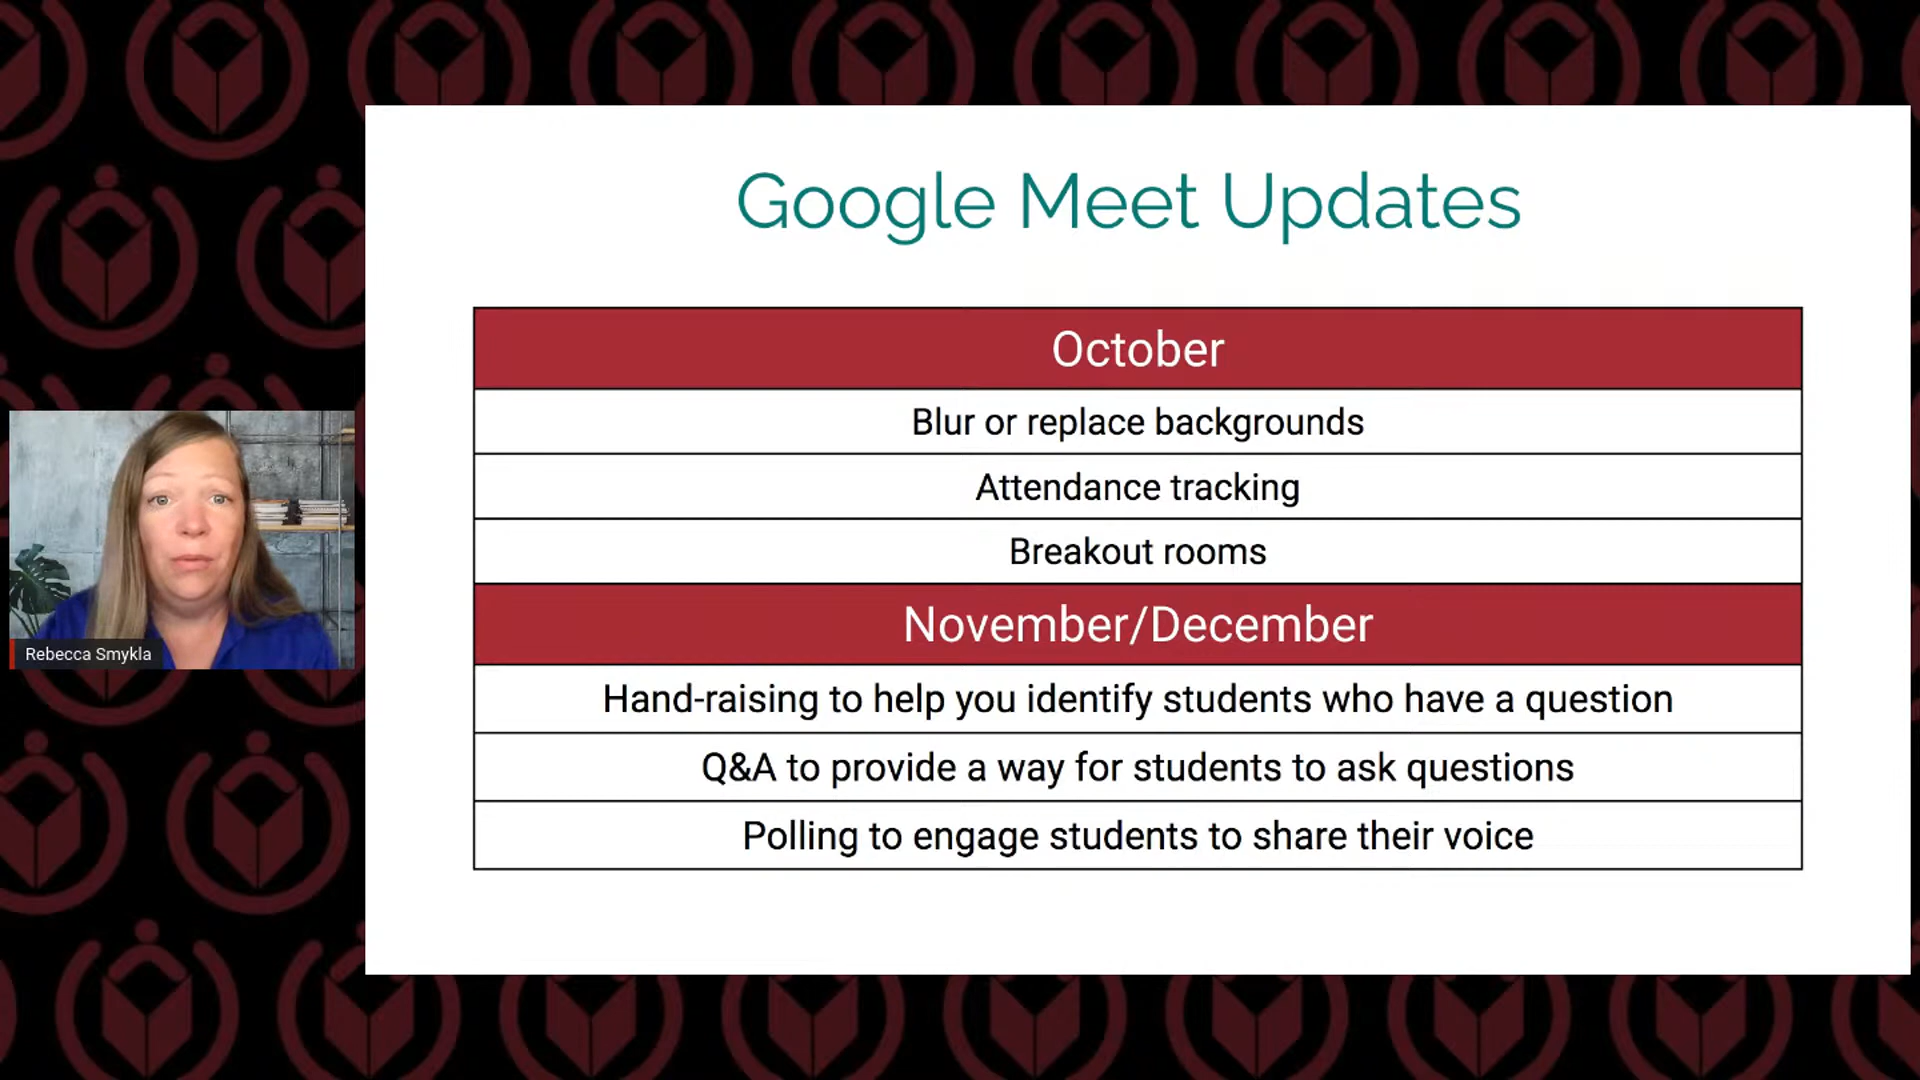 Google Meet Updates
October
Blur or replace backgrounds
Attendance tracking
Breakout rooms
November/December
Hand-raising to help you identify students who have a question
Q&A to provide a way for students to ask questions
Polling to engage students to share their voice
Rebecca Smykla